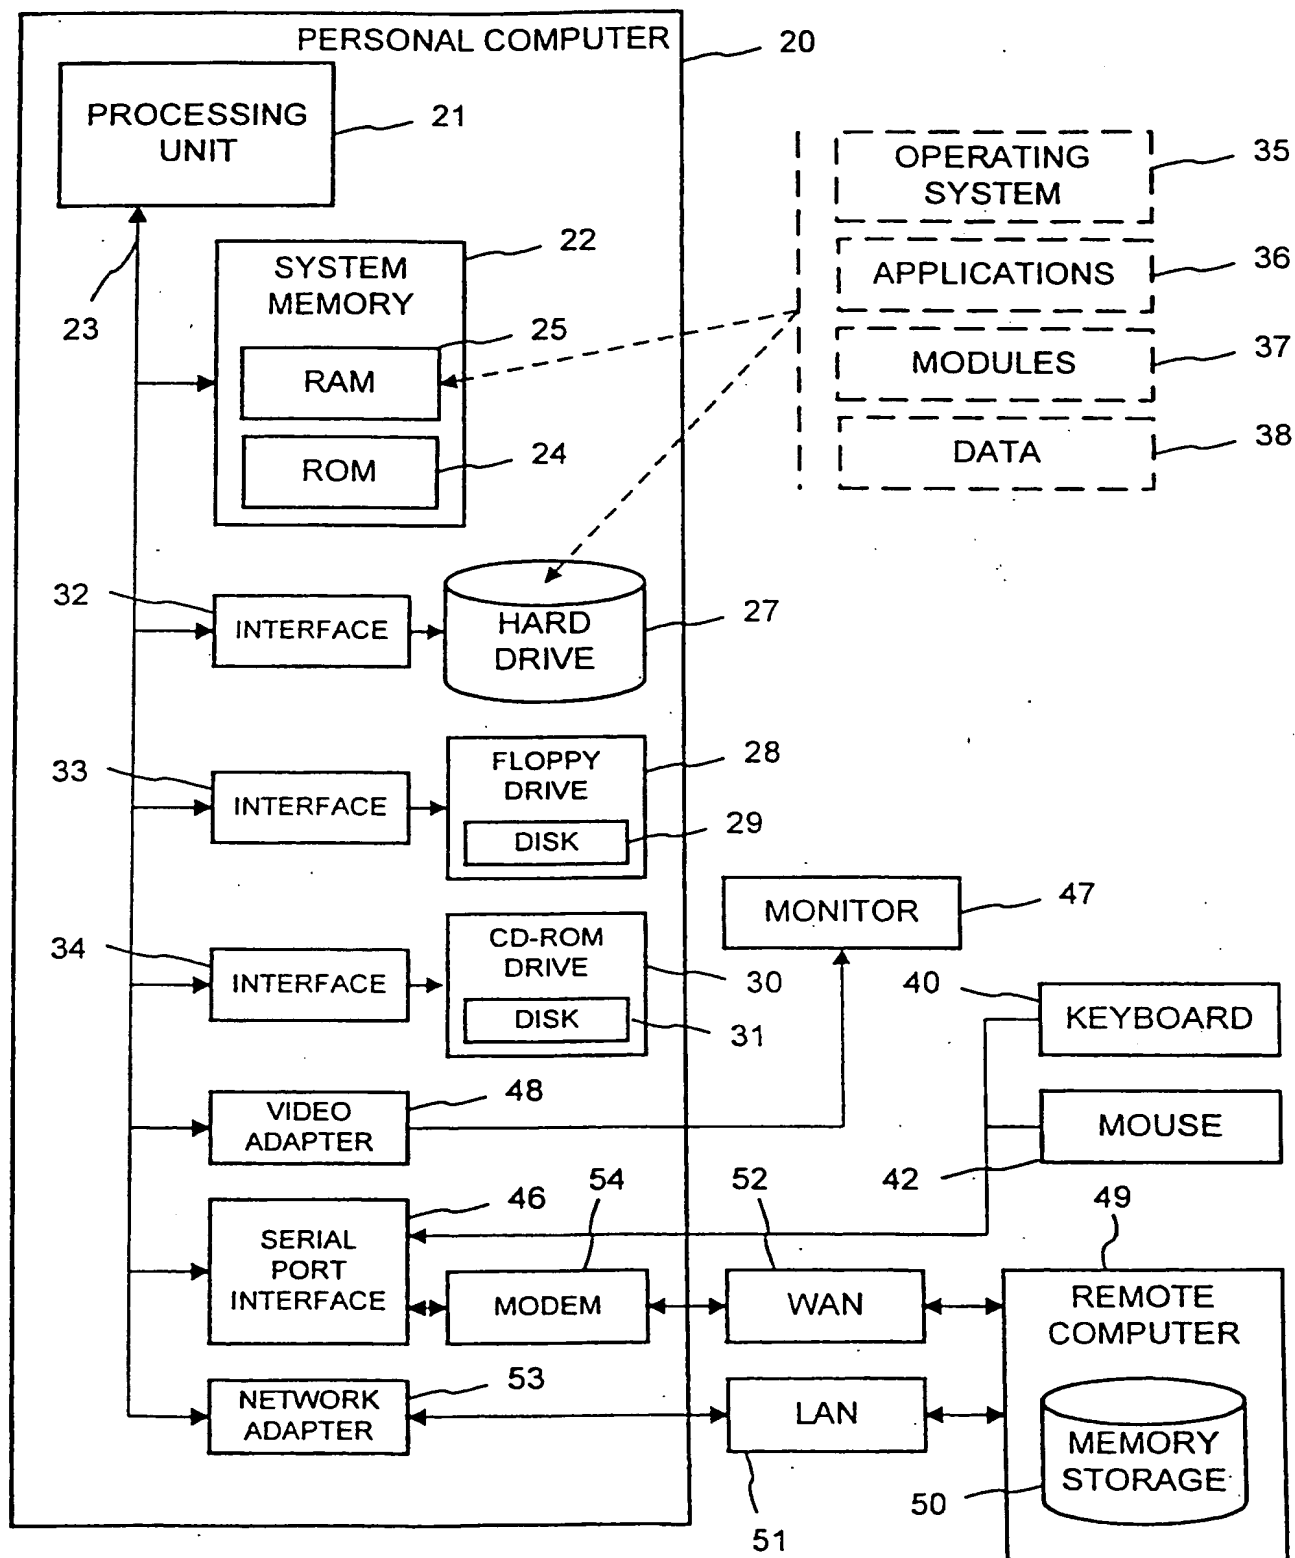 PERSONAL COMPUTER
20
PROCESSING
UNIT
21
23
SYSTEM
MEMORY
22
RAM
25
ROM
24
OPERATING
SYSTEM
35
APPLICATIONS
36
MODULES
37
DATA
38
32
INTERFACE
HARD
DRIVE
27
33
INTERFACE
FLOPPY
DRIVE
28
DISK
29
34
INTERFACE
CD-ROM
DRIVE
30
DISK
31
MONITOR
47
40
KEYBOARD
MOUSE
42
VIDEO
ADAPTER
48
SERIAL
PORT
INTERFACE
46
54
MODEM
52
WAN
49
REMOTE
COMPUTER
NETWORK
ADAPTER
53
LAN
51
MEMORY
STORAGE
50